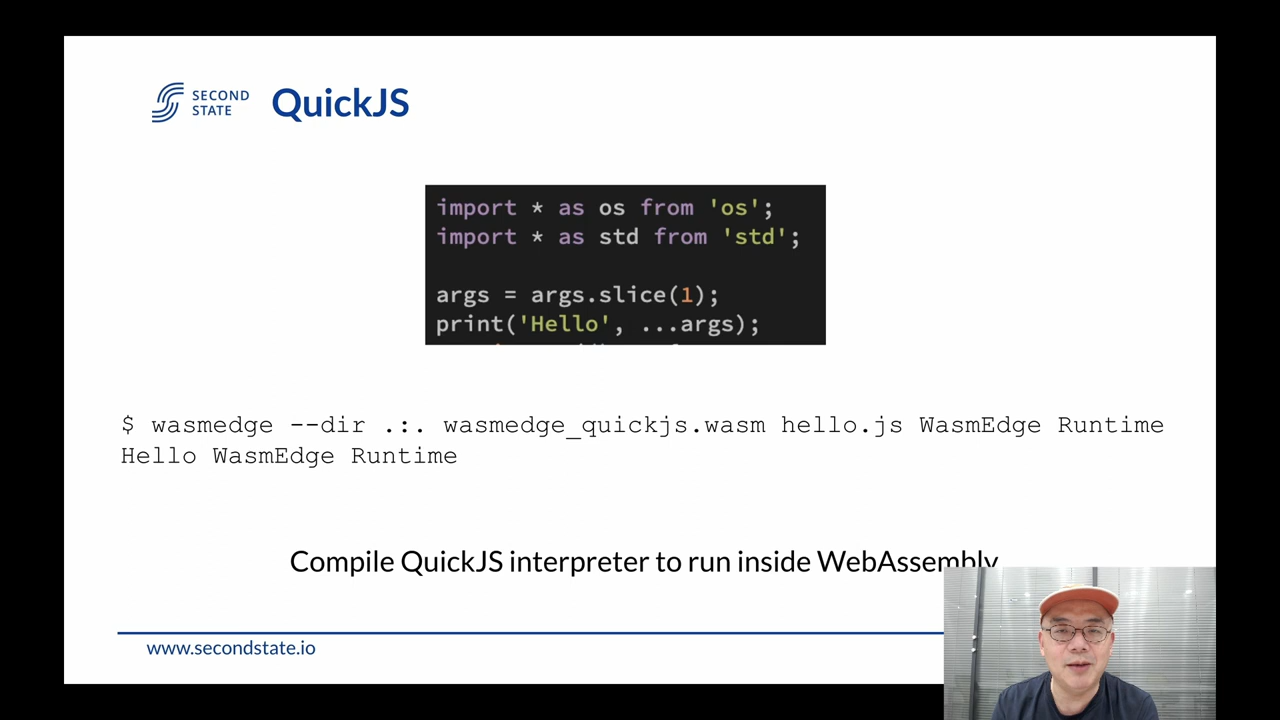 SECOND
STATE
QuickJS
import * as os from 'os';
import * as std from 'std';
args = args.slice(1);
print('Hello', ...args);
$ wasmedge --dir .:. wasmedge_quickjs.wasm hello.js WasmEdge Runtime
Hello WasmEdge Runtime
Compile QuickJS interpreter to run inside WebAssembly
www.secondstate.io